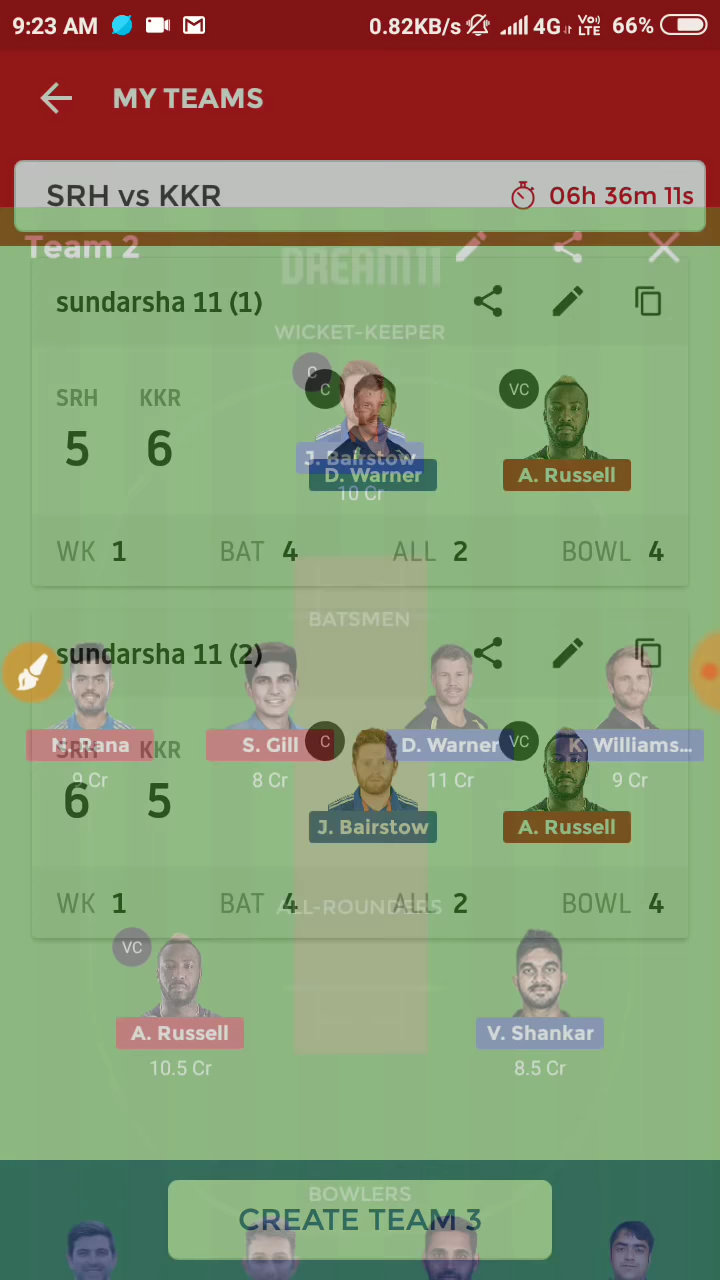 9:23 AM 0.82KB/s 4G VoLTE 66%
MY TEAMS
SRH vs KKR 06h 36m 11s
Team 2
DREAM11
sundarsha 11 (1)
WICKET-KEEPER
C C VC
SRH KKR
5 6
J. Bairstow
D. Warner A. Russell
10 Cr
WK 1 BAT 4 ALL 2 BOWL 4
BATSMEN
sundarsha 11 (2)
N. Rana S. Gill C D. Warner VC K. Williams...
SRH KKR
9 Cr 8 Cr 11 Cr 9 Cr
6 5
J. Bairstow A. Russell
WK 1 BAT 4 ALL 2 BOWL 4
ALL-ROUNDERS
VC
A. Russell V. Shankar
10.5 Cr 8.5 Cr
BOWLERS
CREATE TEAM 3